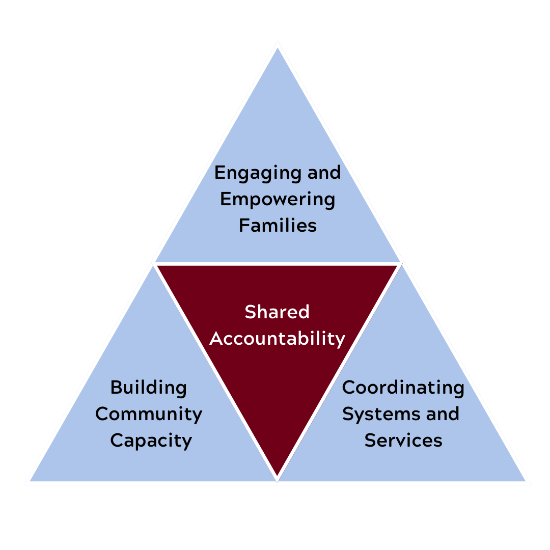 Engaging and
Empowering
Families
Shared
Accountability
Building
Community
Capacity
Coordinating
Systems and
Services